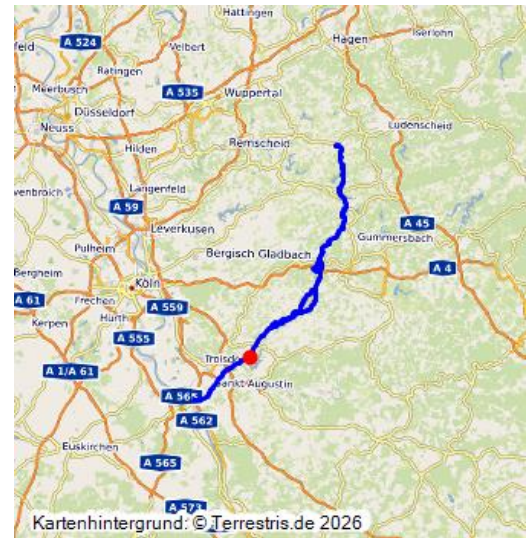 Hattingen
Hagen
Iserlohn
A 524
Velbert
Ratingen
A 535
Meerbusch
Wuppertal
Düsseldorf
Neuss
Lüdenscheid
Hilden
Remscheid
Langenfeld
A 59
A 45
Leverkusen
Gummersbach
Pulheim
Bergisch Gladbach
Bergheim
A 4
Köln
A 61
Frechen
A 559
Hürth
Kerpen
A 555
A 1/A 61
Sankt Augustin
A 562
Euskirchen
A 565
A 573
Kartenhintergrund: © Terrestris.de 2026